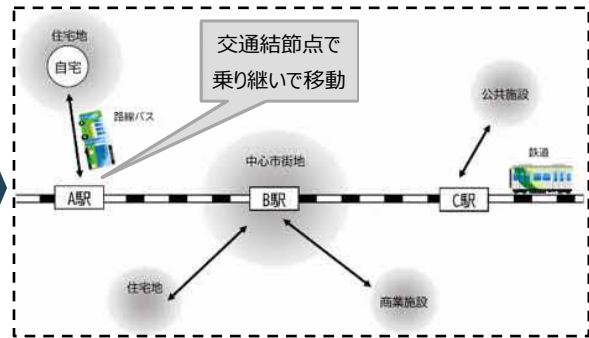 住宅地
自宅
交通結節点で
乗り継いで移動
路線バス
公共施設
中心市街地
鉄道
A駅
B駅
C駅
住宅地
商業施設